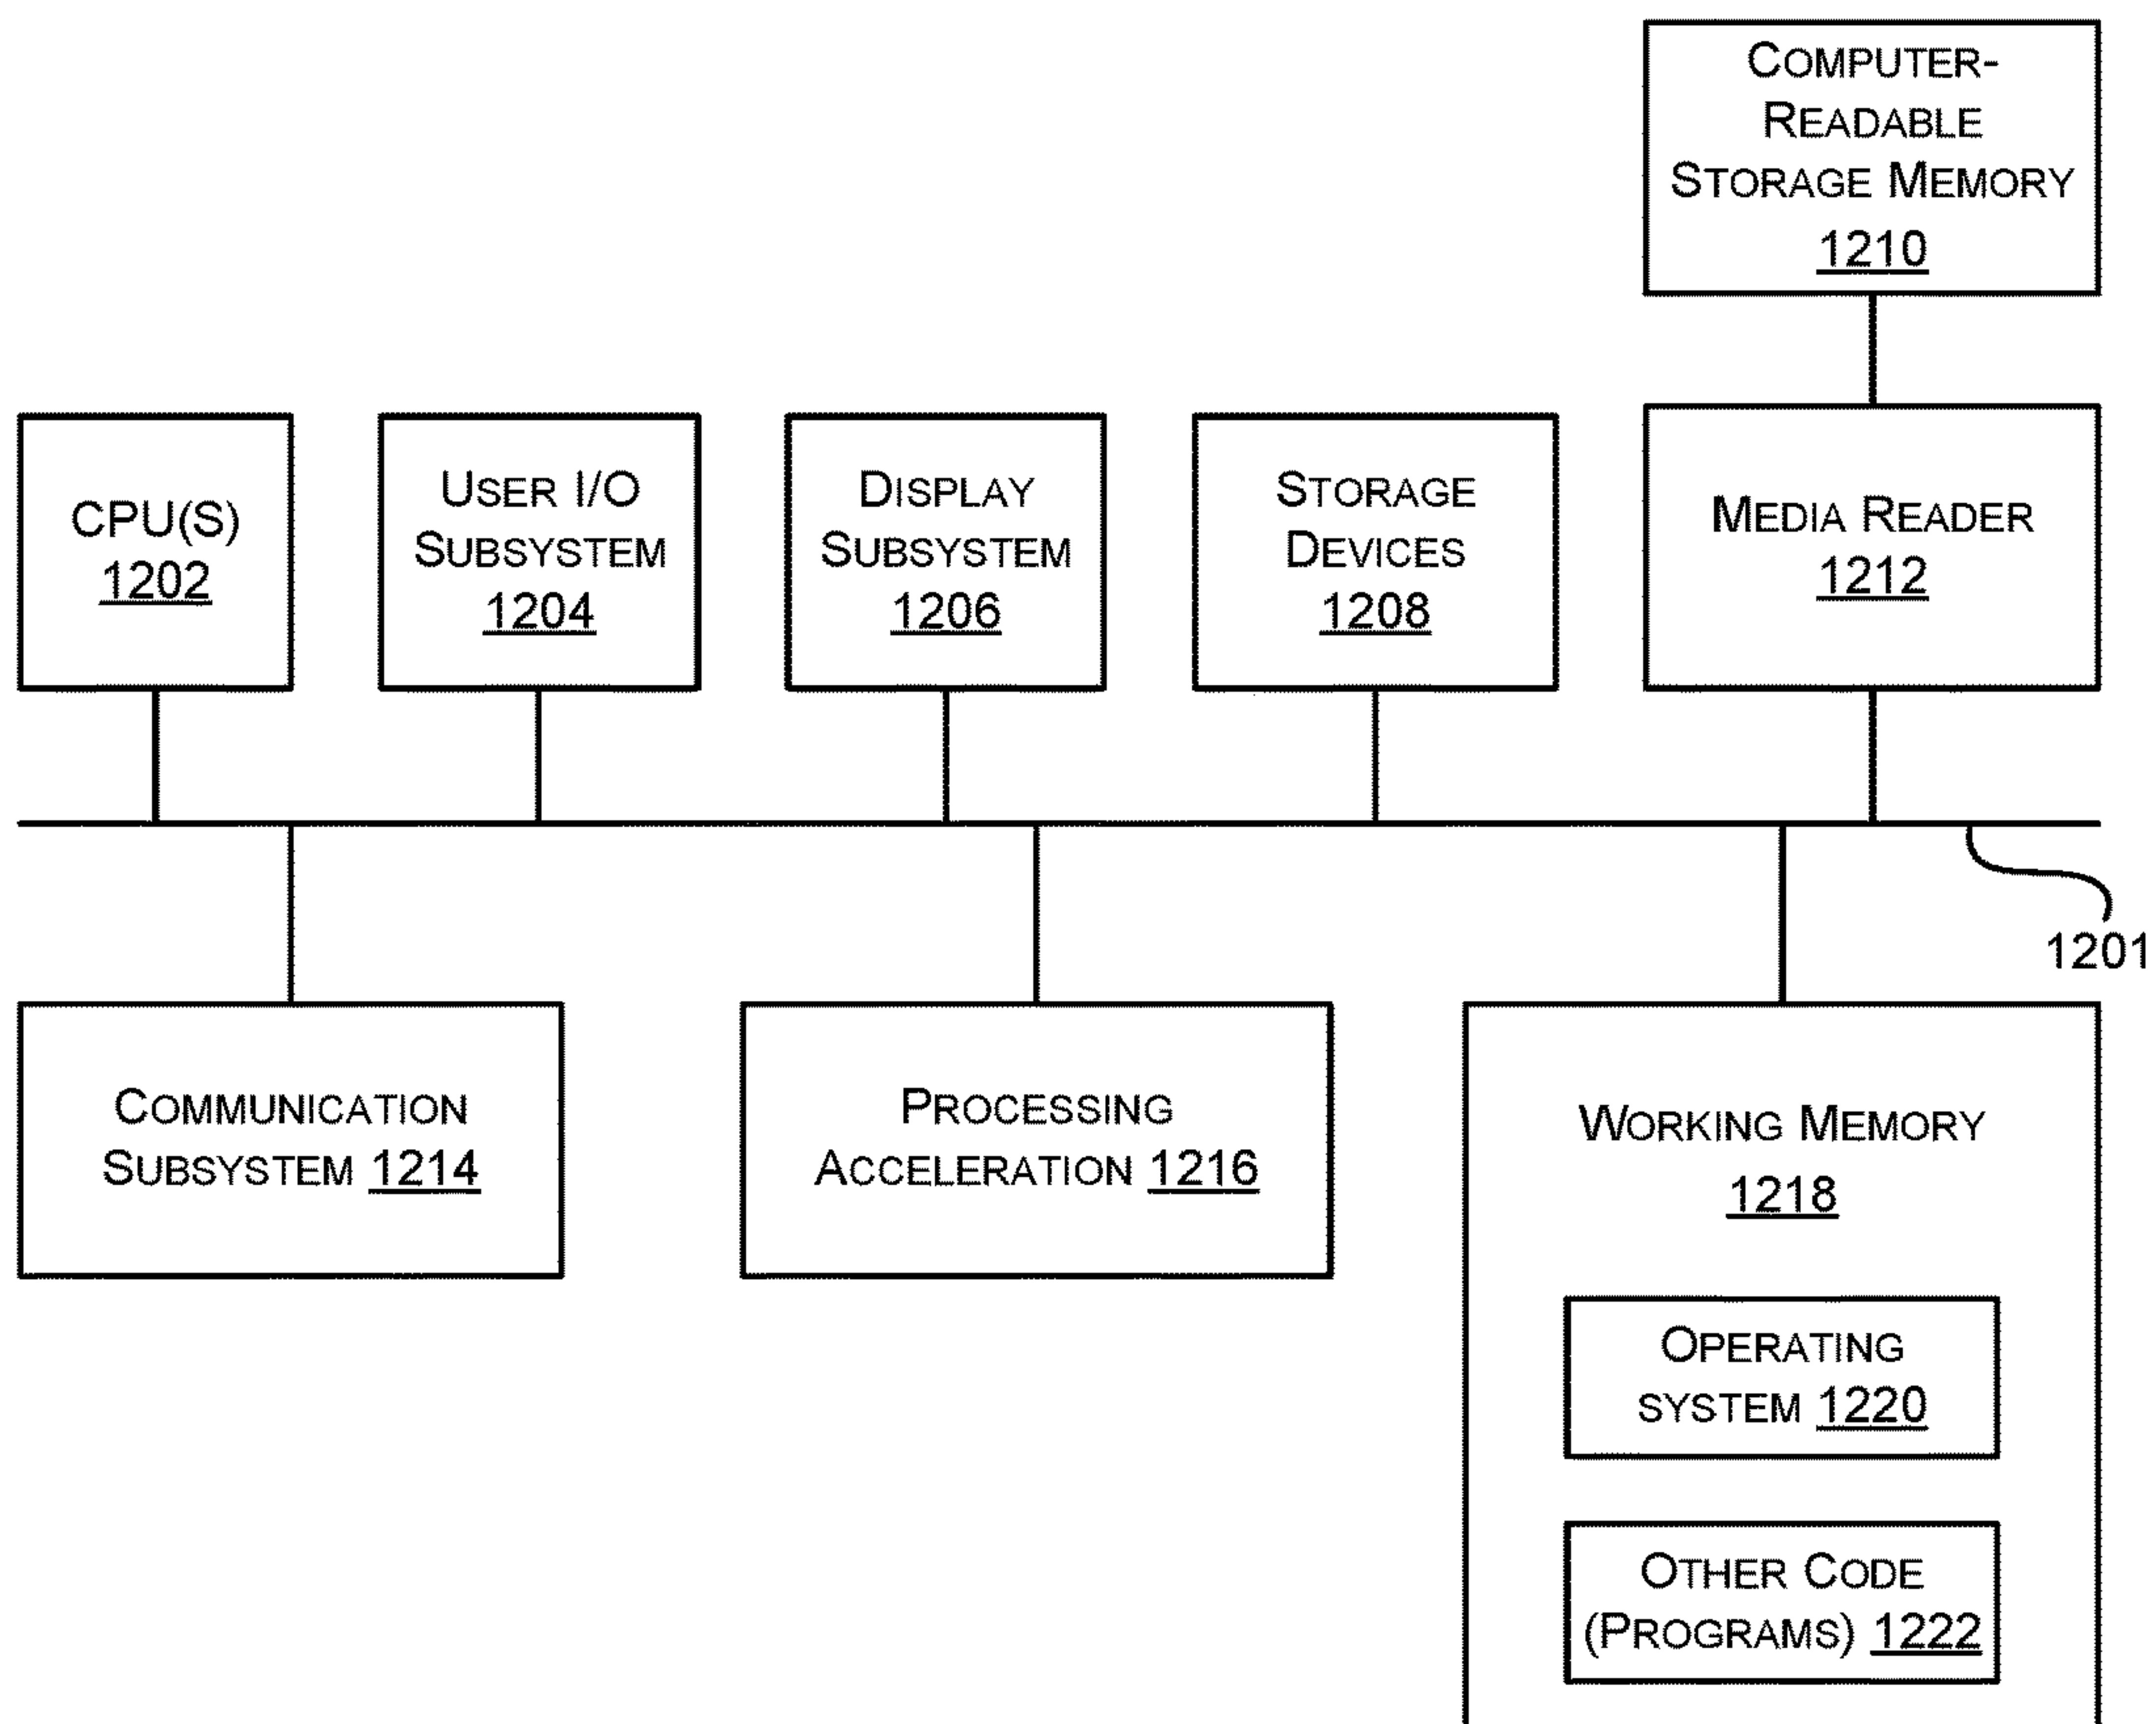 COMPUTER-
READABLE
STORAGE MEMORY
1210
CPU(S)
1202
USER I/O
SUBSYSTEM
1204
DISPLAY
SUBSYSTEM
1206
STORAGE
DEVICES
1208
MEDIA READER
1212
1201
COMMUNICATION
SUBSYSTEM 1214
PROCESSING
ACCELERATION 1216
WORKING MEMORY
1218
OPERATING
SYSTEM 1220
OTHER CODE
(PROGRAMS) 1222